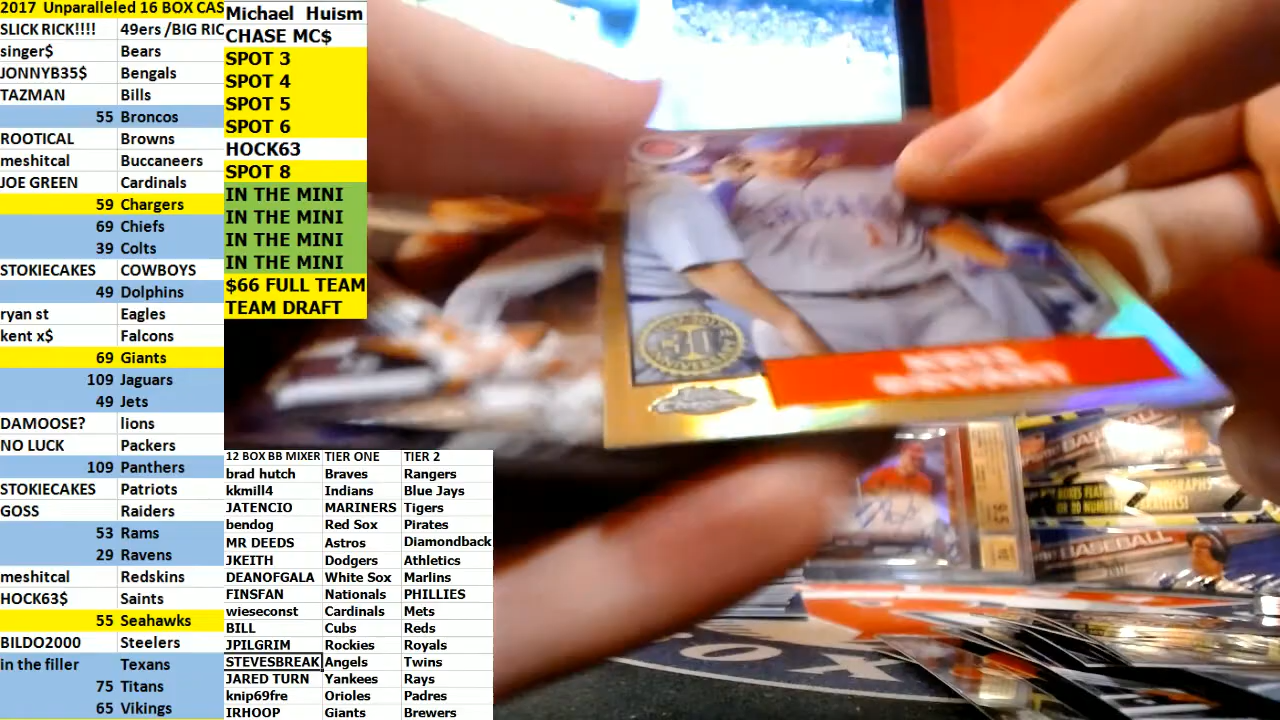 2017 Unparalleled 16 BOX CAS
SLICK RICK!!!! 49ers /BIG RIC
singer$ Bears
JONNYB35$ Bengals
TAZMAN Bills
55 Broncos
ROOTICAL Browns
meshitcal Buccaneers
JOE GREEN Cardinals
59 Chargers
69 Chiefs
39 Colts
STOKIECAKES COWBOYS
49 Dolphins
ryan st Eagles
kent x$ Falcons
69 Giants
109 Jaguars
49 Jets
DAMOOSE? lions
NO LUCK Packers
109 Panthers
STOKIECAKES Patriots
GOSS Raiders
53 Rams
29 Ravens
meshitcal Redskins
HOCK63$ Saints
55 Seahawks
BILDO2000 Steelers
in the filler Texans
75 Titans
65 Vikings
Michael Huism
CHASE MC$
SPOT 3
SPOT 4
SPOT 5
SPOT 6
HOCK63
SPOT 8
IN THE MINI
IN THE MINI
IN THE MINI
IN THE MINI
$66 FULL TEAM
TEAM DRAFT
12 BOX BB MIXER TIER ONE TIER 2
brad hutch Braves Rangers
kkmill4 Indians Blue Jays
JATENCIO MARINERS Tigers
bendog Red Sox Pirates
MR DEEDS Astros Diamondback
JKEITH Dodgers Athletics
DEANOFGALA White Sox Marlins
FINSFAN Nationals PHILLIES
wieseconst Cardinals Mets
BILL Cubs Reds
JPILGRIM Rockies Royals
STEVESBREAK Angels Twins
JARED TURN Yankees Rays
knip69fre Orioles Padres
IRHOOP Giants Brewers
CHICAGO
KRIS
BRYANT
30
BASEBALL
9.5